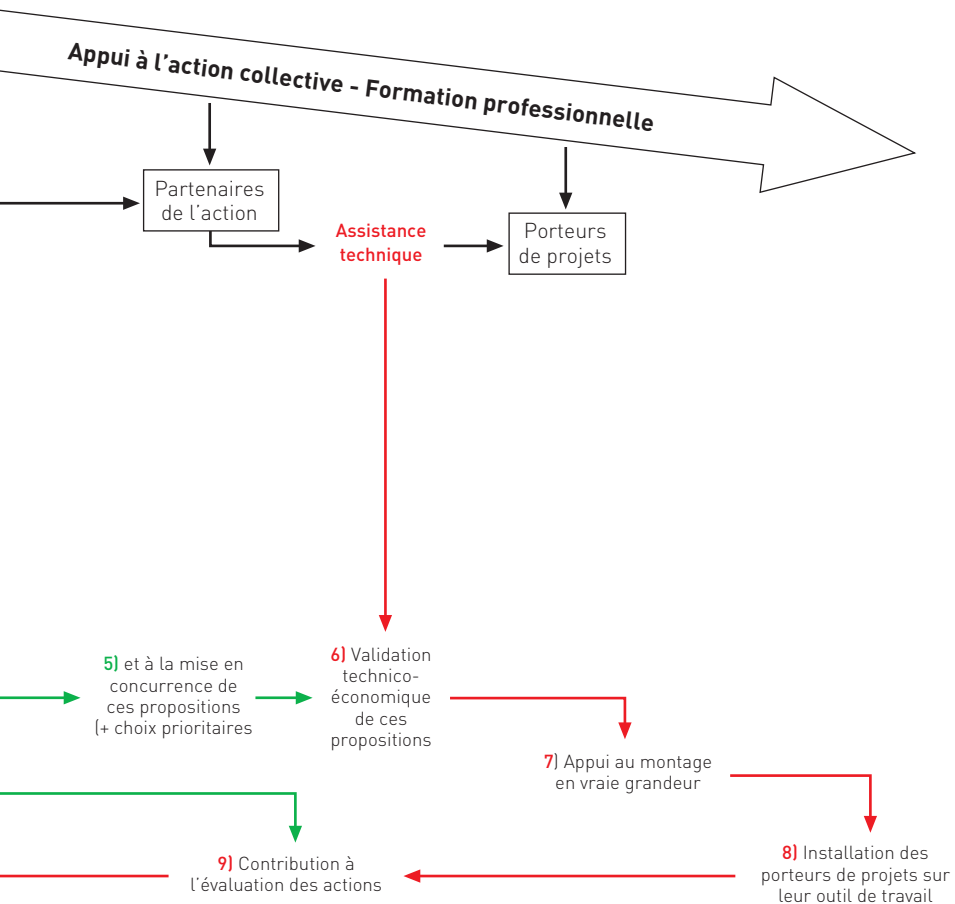 Appui à l'action collective - Formation professionnelle
Partenaires
de l'action
Assistance
technique
Porteurs
de projets
5) et à la mise en
concurrence de
ces propositions
(+ choix prioritaires
6) Validation
technico-
économique
de ces
propositions
7) Appui au montage
en vraie grandeur
8) Installation des
porteurs de projets sur
leur outil de travail
9) Contribution à
l'évaluation des actions